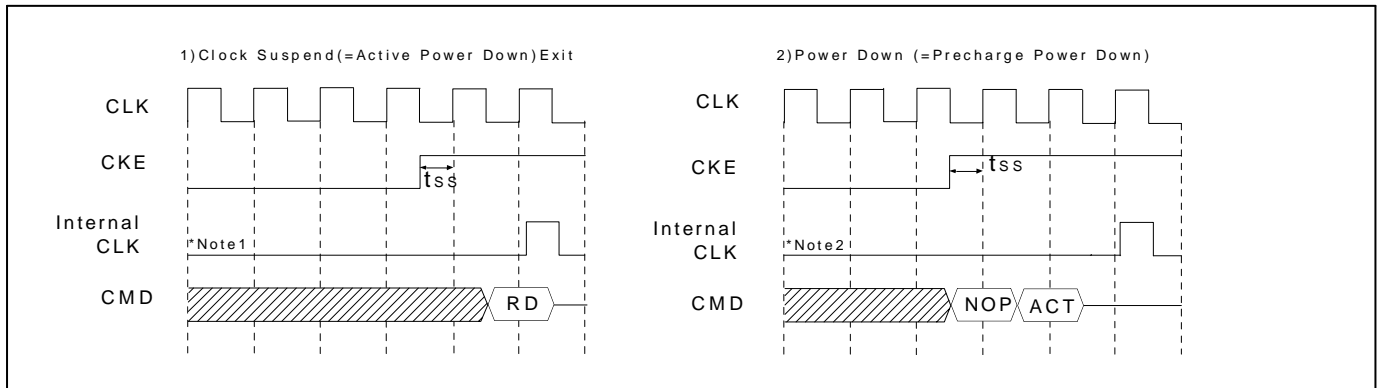 1)Clock Suspend(=Active Power Down)Exit
CLK
CKE
tss
Internal
CLK
*Note1
CMD
RD
2)Power Down (=Precharge Power Down)
CLK
CKE
tss
Internal
CLK
*Note2
CMD
NOP
ACT